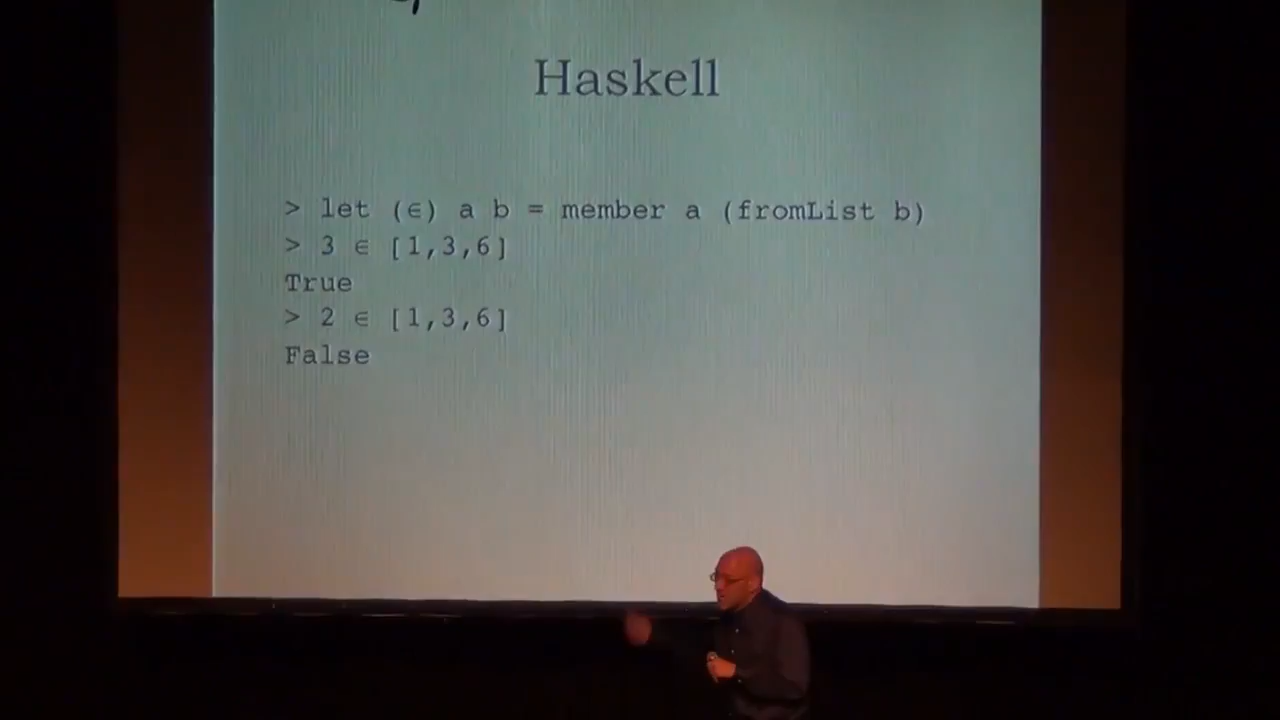 Haskell
> let (∈) a b = member a (fromList b)
> 3 ∈ [1,3,6]
True
> 2 ∈ [1,3,6]
False